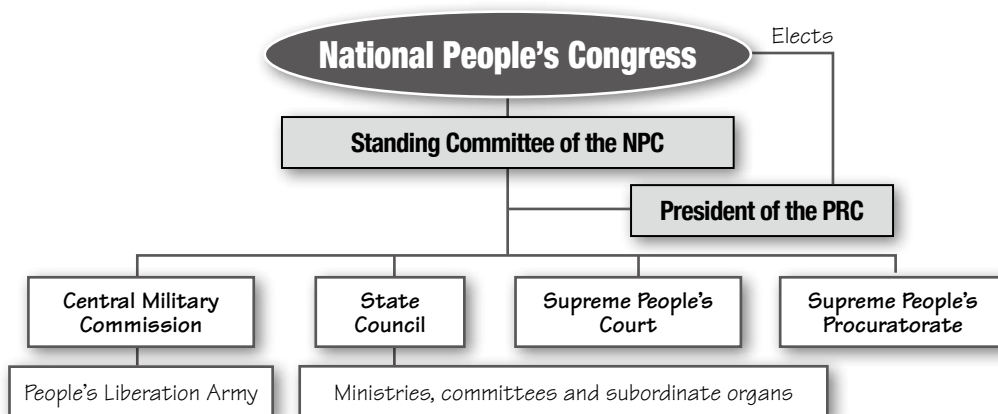 National People's Congress
Elects
Standing Committee of the NPC
President of the PRC
Central Military
Commission
State
Council
Supreme People's
Court
Supreme People's
Procuratorate
People's Liberation Army
Ministries, committees and subordinate organs